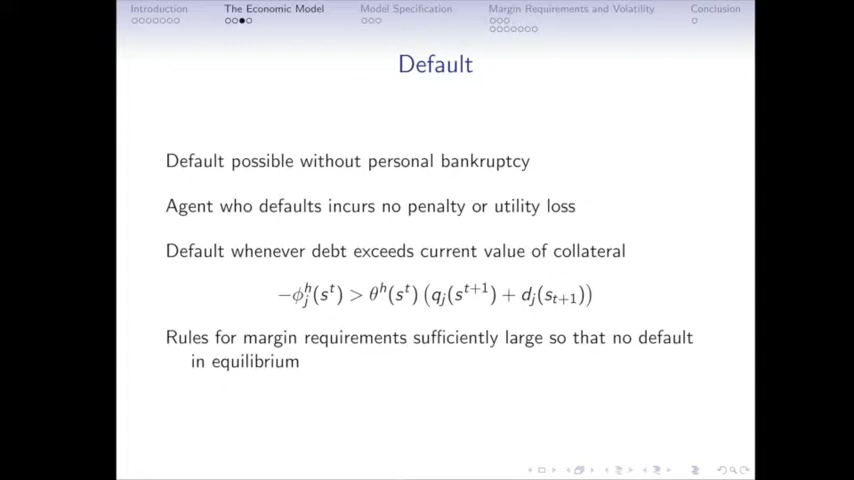 Introduction The Economic Model Model Specification Margin Requirements and Volatility Conclusion
Default
Default possible without personal bankruptcy
Agent who defaults incurs no penalty or utility loss
Default whenever debt exceeds current value of collateral
−ϕ_j^h(s^t) > θ^h(s^t) (q_j(s^{t+1}) + d_j(s_{t+1}))
Rules for margin requirements sufficiently large so that no default
in equilibrium